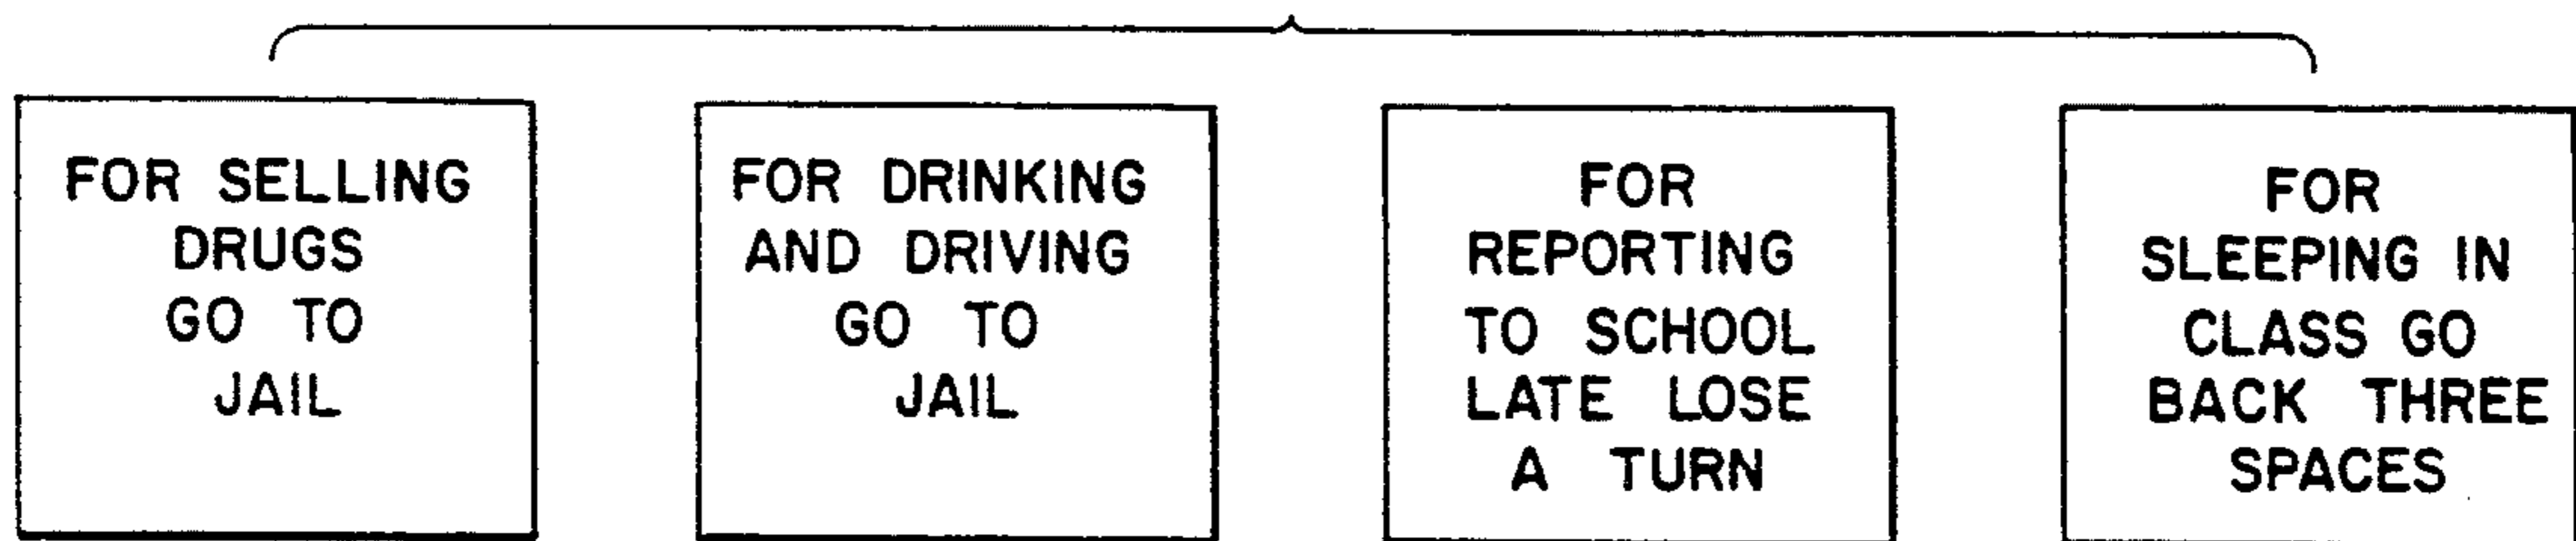 FOR SELLING
DRUGS
GO TO
JAIL
FOR DRINKING
AND DRIVING
GO TO
JAIL
FOR
REPORTING
TO SCHOOL
LATE LOSE
A TURN
FOR
SLEEPING IN
CLASS GO
BACK THREE
SPACES